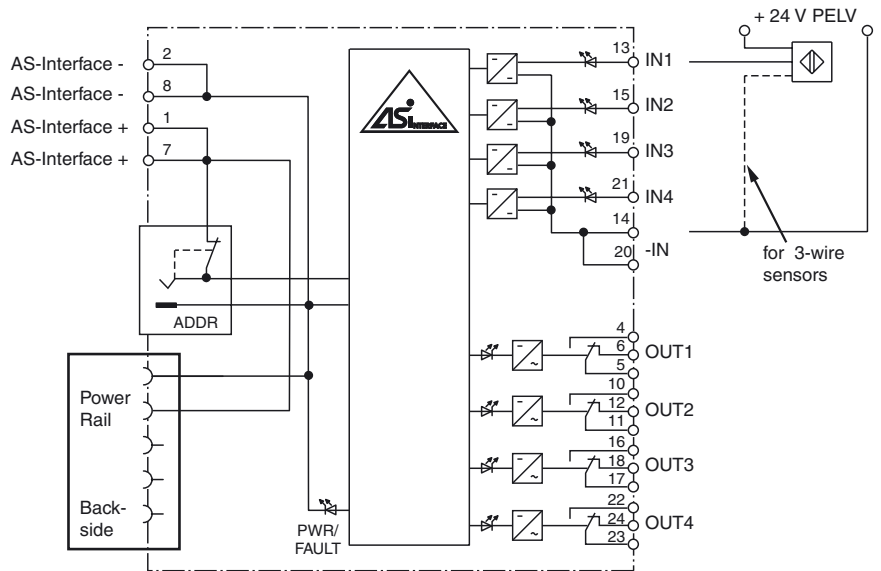 + 24 V PELV
AS-Interface -
2
AS-Interface -
8
AS-Interface +
1
AS-Interface +
7
ASi
INTERFACE
13
IN1
15
IN2
19
IN3
21
IN4
14
-IN
20
for 3-wire
sensors
ADDR
Power
Rail
Back-
side
PWR/
FAULT
4
6
OUT1
5
10
12
OUT2
11
16
18
OUT3
17
22
24
OUT4
23